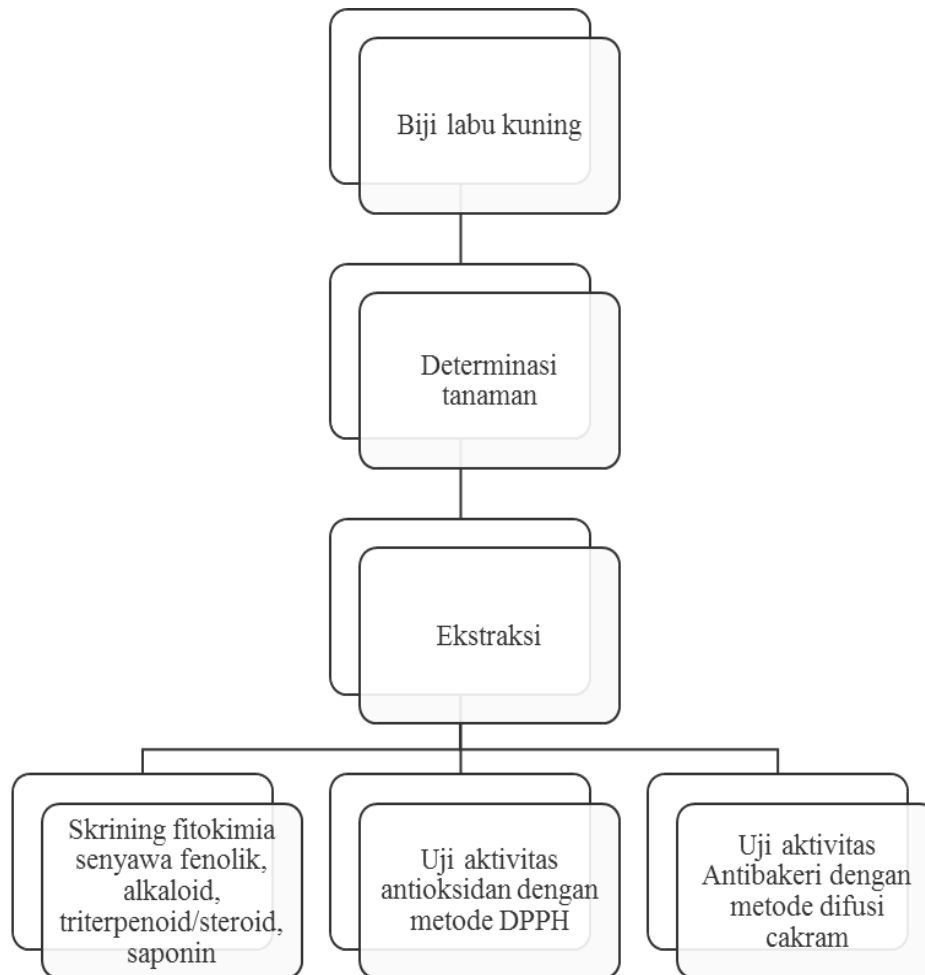 Biji labu kuning
Determinasi
tanaman
Ekstraksi
Skrining fitokimia
senyawa fenolik,
alkaloid,
triterpenoid/steroid,
saponin
Uji aktivitas
antioksidan dengan
metode DPPH
Uji aktivitas
Antibakeri dengan
metode difusi
cakram